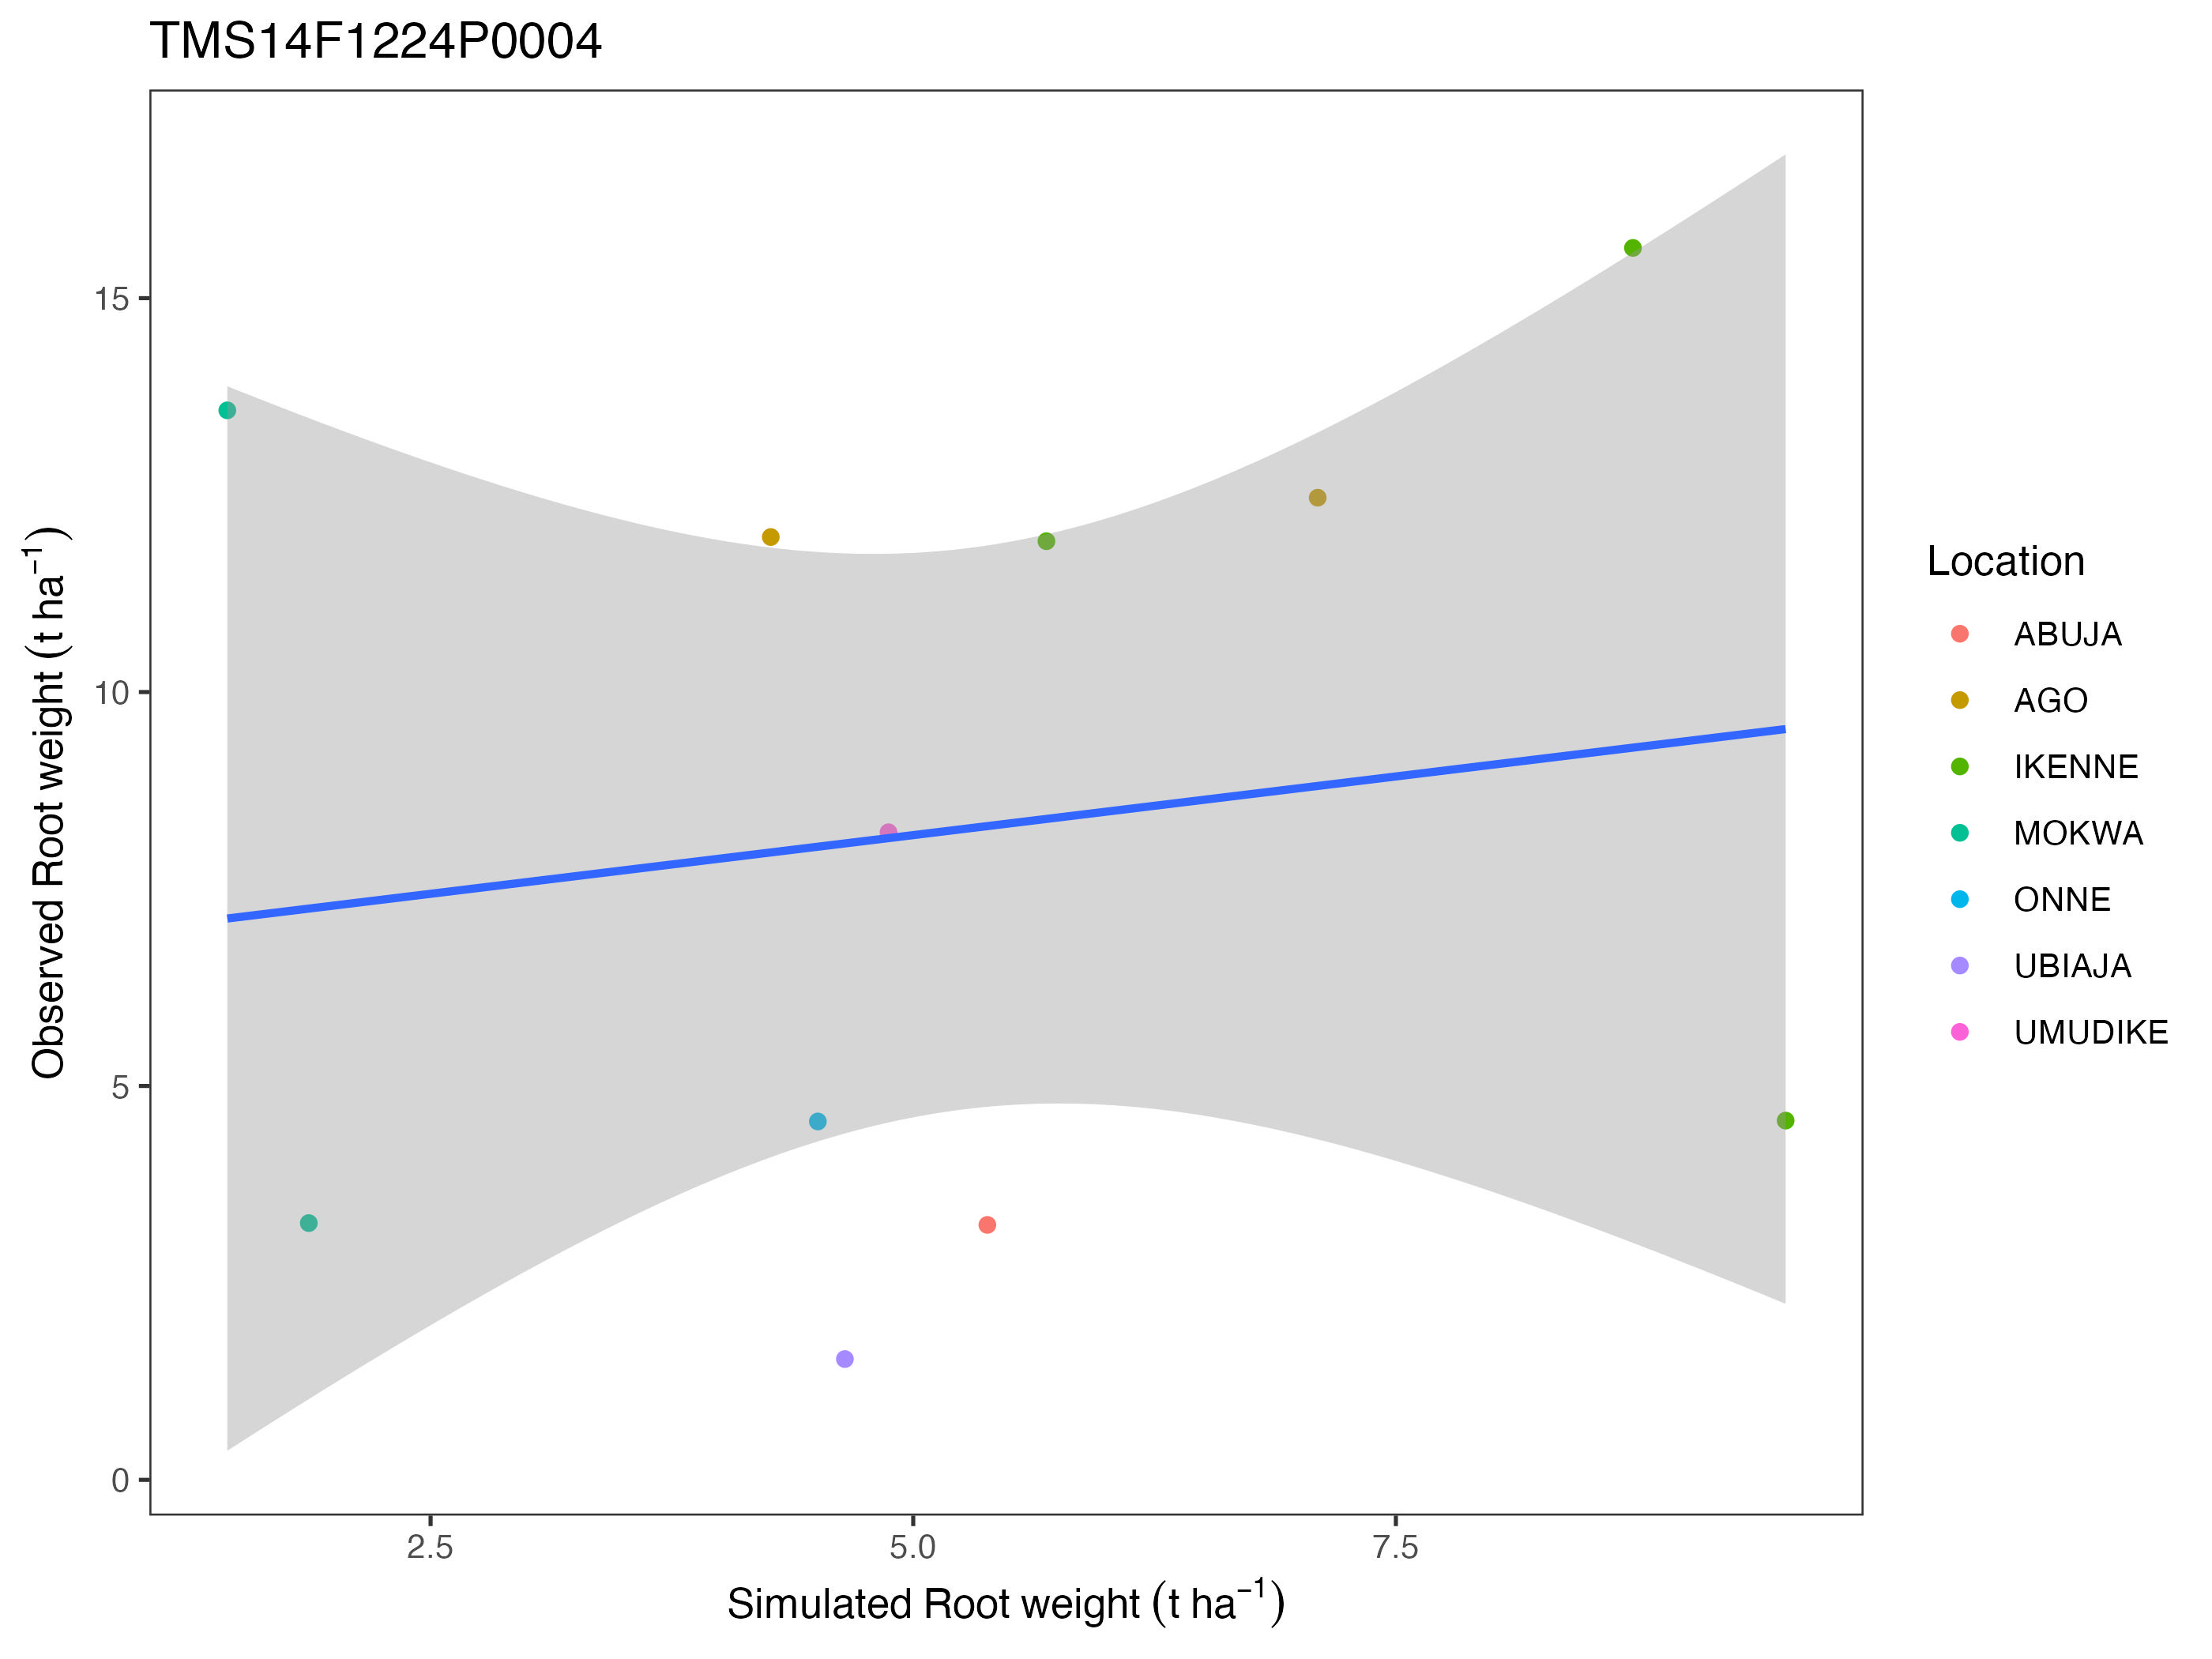 TMS14F1224P0004
Observed Root weight (t ha⁻¹)
15
10
5
0
2.5 5.0 7.5
Simulated Root weight (t ha⁻¹)
Location
ABUJA
AGO
IKENNE
MOKWA
ONNE
UBIAJA
UMUDIKE